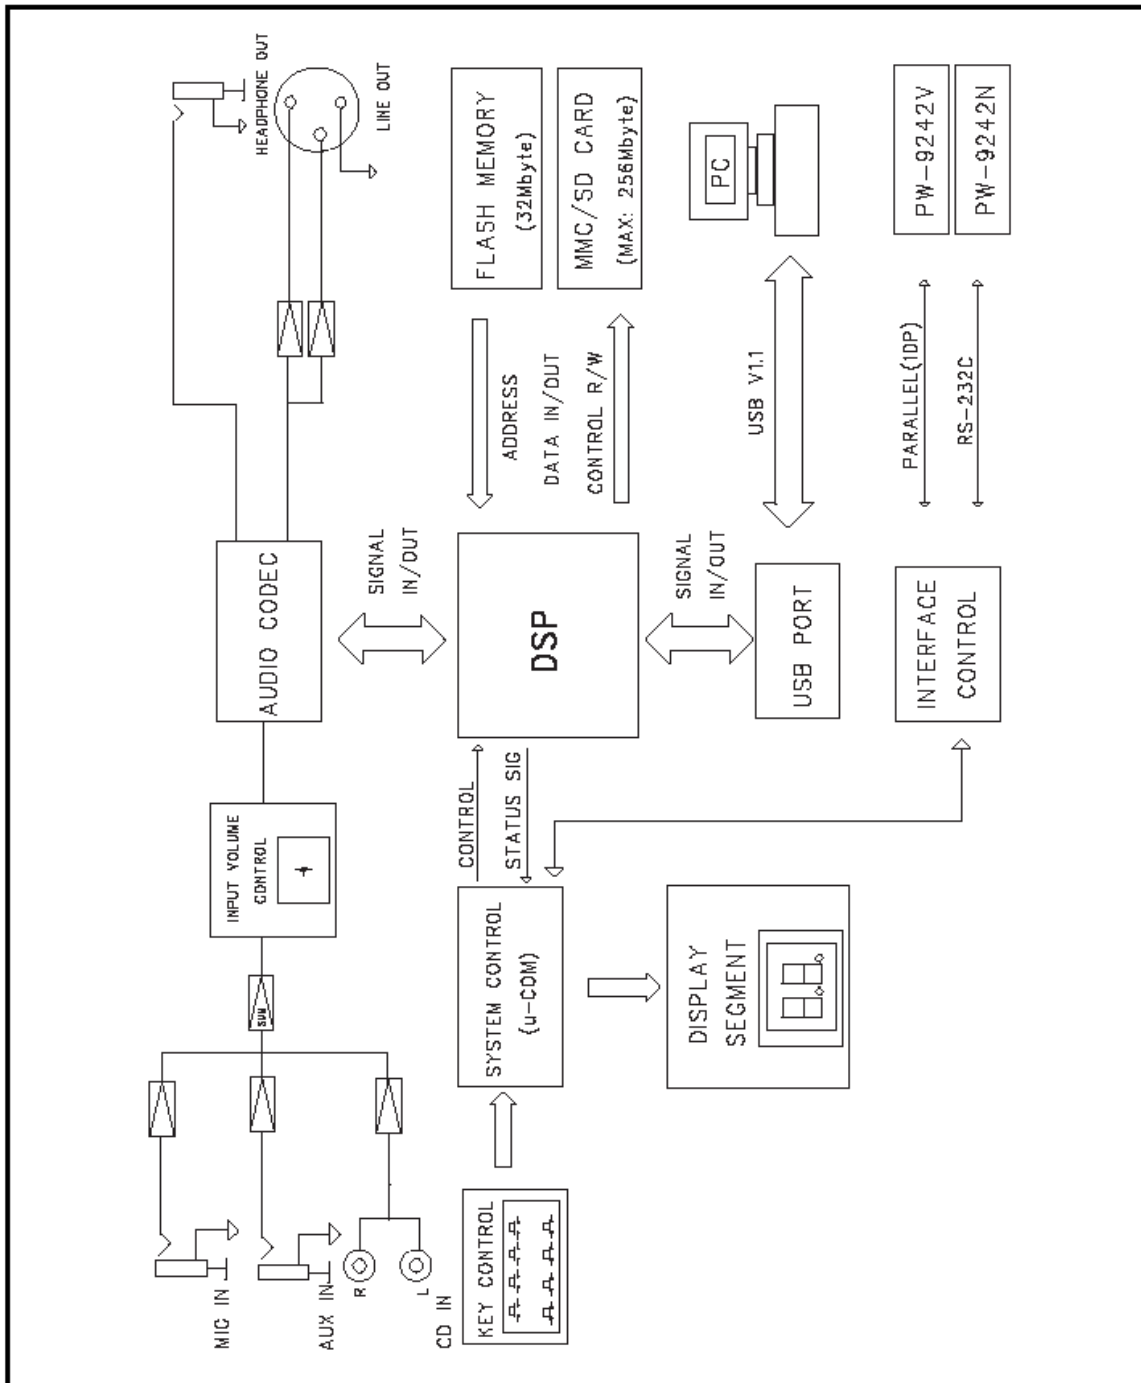 HEADPHONE OUT
LINE OUT
FLASH MEMORY
(32Mbyte)
MMC/SD CARD
(MAX: 256Mbyte)
PC
PW-9242V
PW-9242N
ADDRESS
DATA IN/OUT
CONTROL R/W
USB V1.1
PARALLEL(1DP)
RS-232C
AUDIO CODEC
SIGNAL
IN/OUT
DSP
SIGNAL
IN/OUT
USB PORT
INTERFACE
CONTROL
INPUT VOLUME
CONTROL
CONTROL
STATUS SIG
SUM
SYSTEM CONTROL
(u-COM)
DISPLAY
SEGMENT
MIC IN
AUX IN
R
L
CD IN
KEY CONTROL